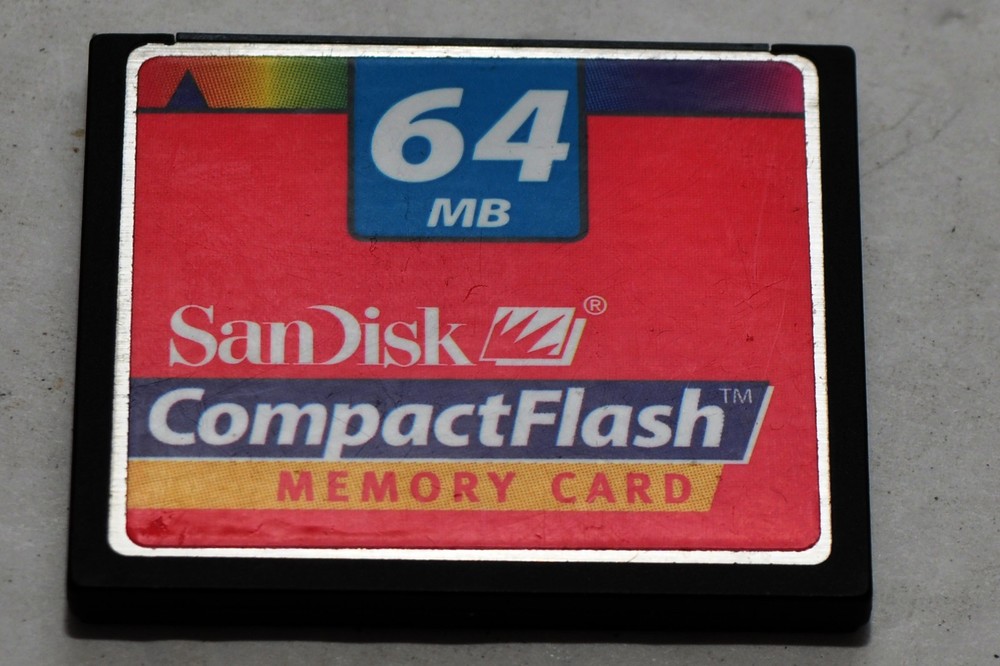 64
MB
SanDisk®
CompactFlash™
MEMORY CARD